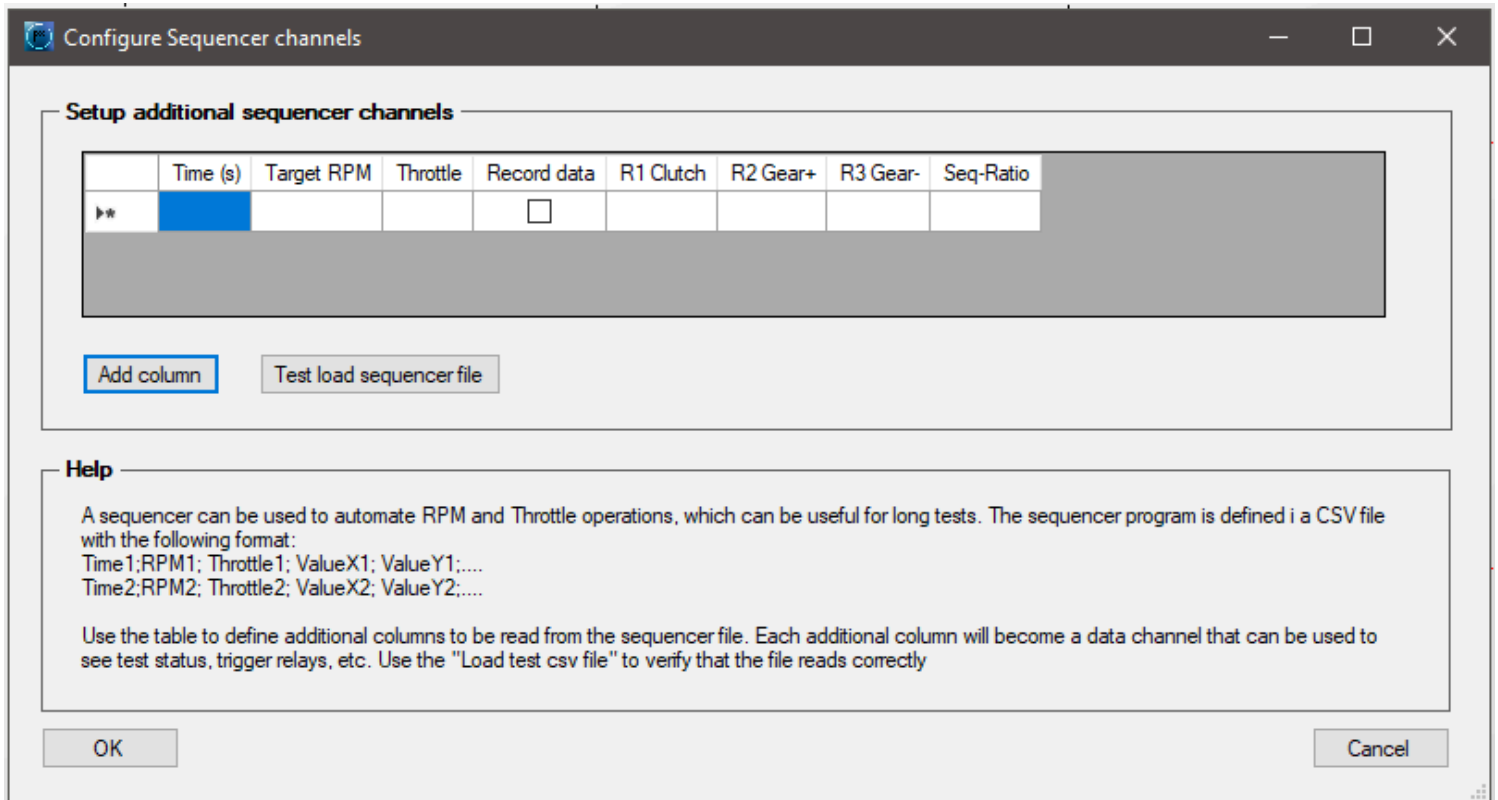 Configure Sequencer channels
Setup additional sequencer channels
Time (s) Target RPM Throttle Record data R1 Clutch R2 Gear+ R3 Gear- Seq-Ratio
Add column Test load sequencer file
Help
A sequencer can be used to automate RPM and Throttle operations, which can be useful for long tests. The sequencer program is defined i a CSV file
with the following format:
Time1;RPM1; Throttle1; ValueX1; ValueY1;....
Time2;RPM2; Throttle2; ValueX2; ValueY2;....
Use the table to define additional columns to be read from the sequencer file. Each additional column will become a data channel that can be used to
see test status, trigger relays, etc. Use the "Load test csv file" to verify that the file reads correctly
OK Cancel